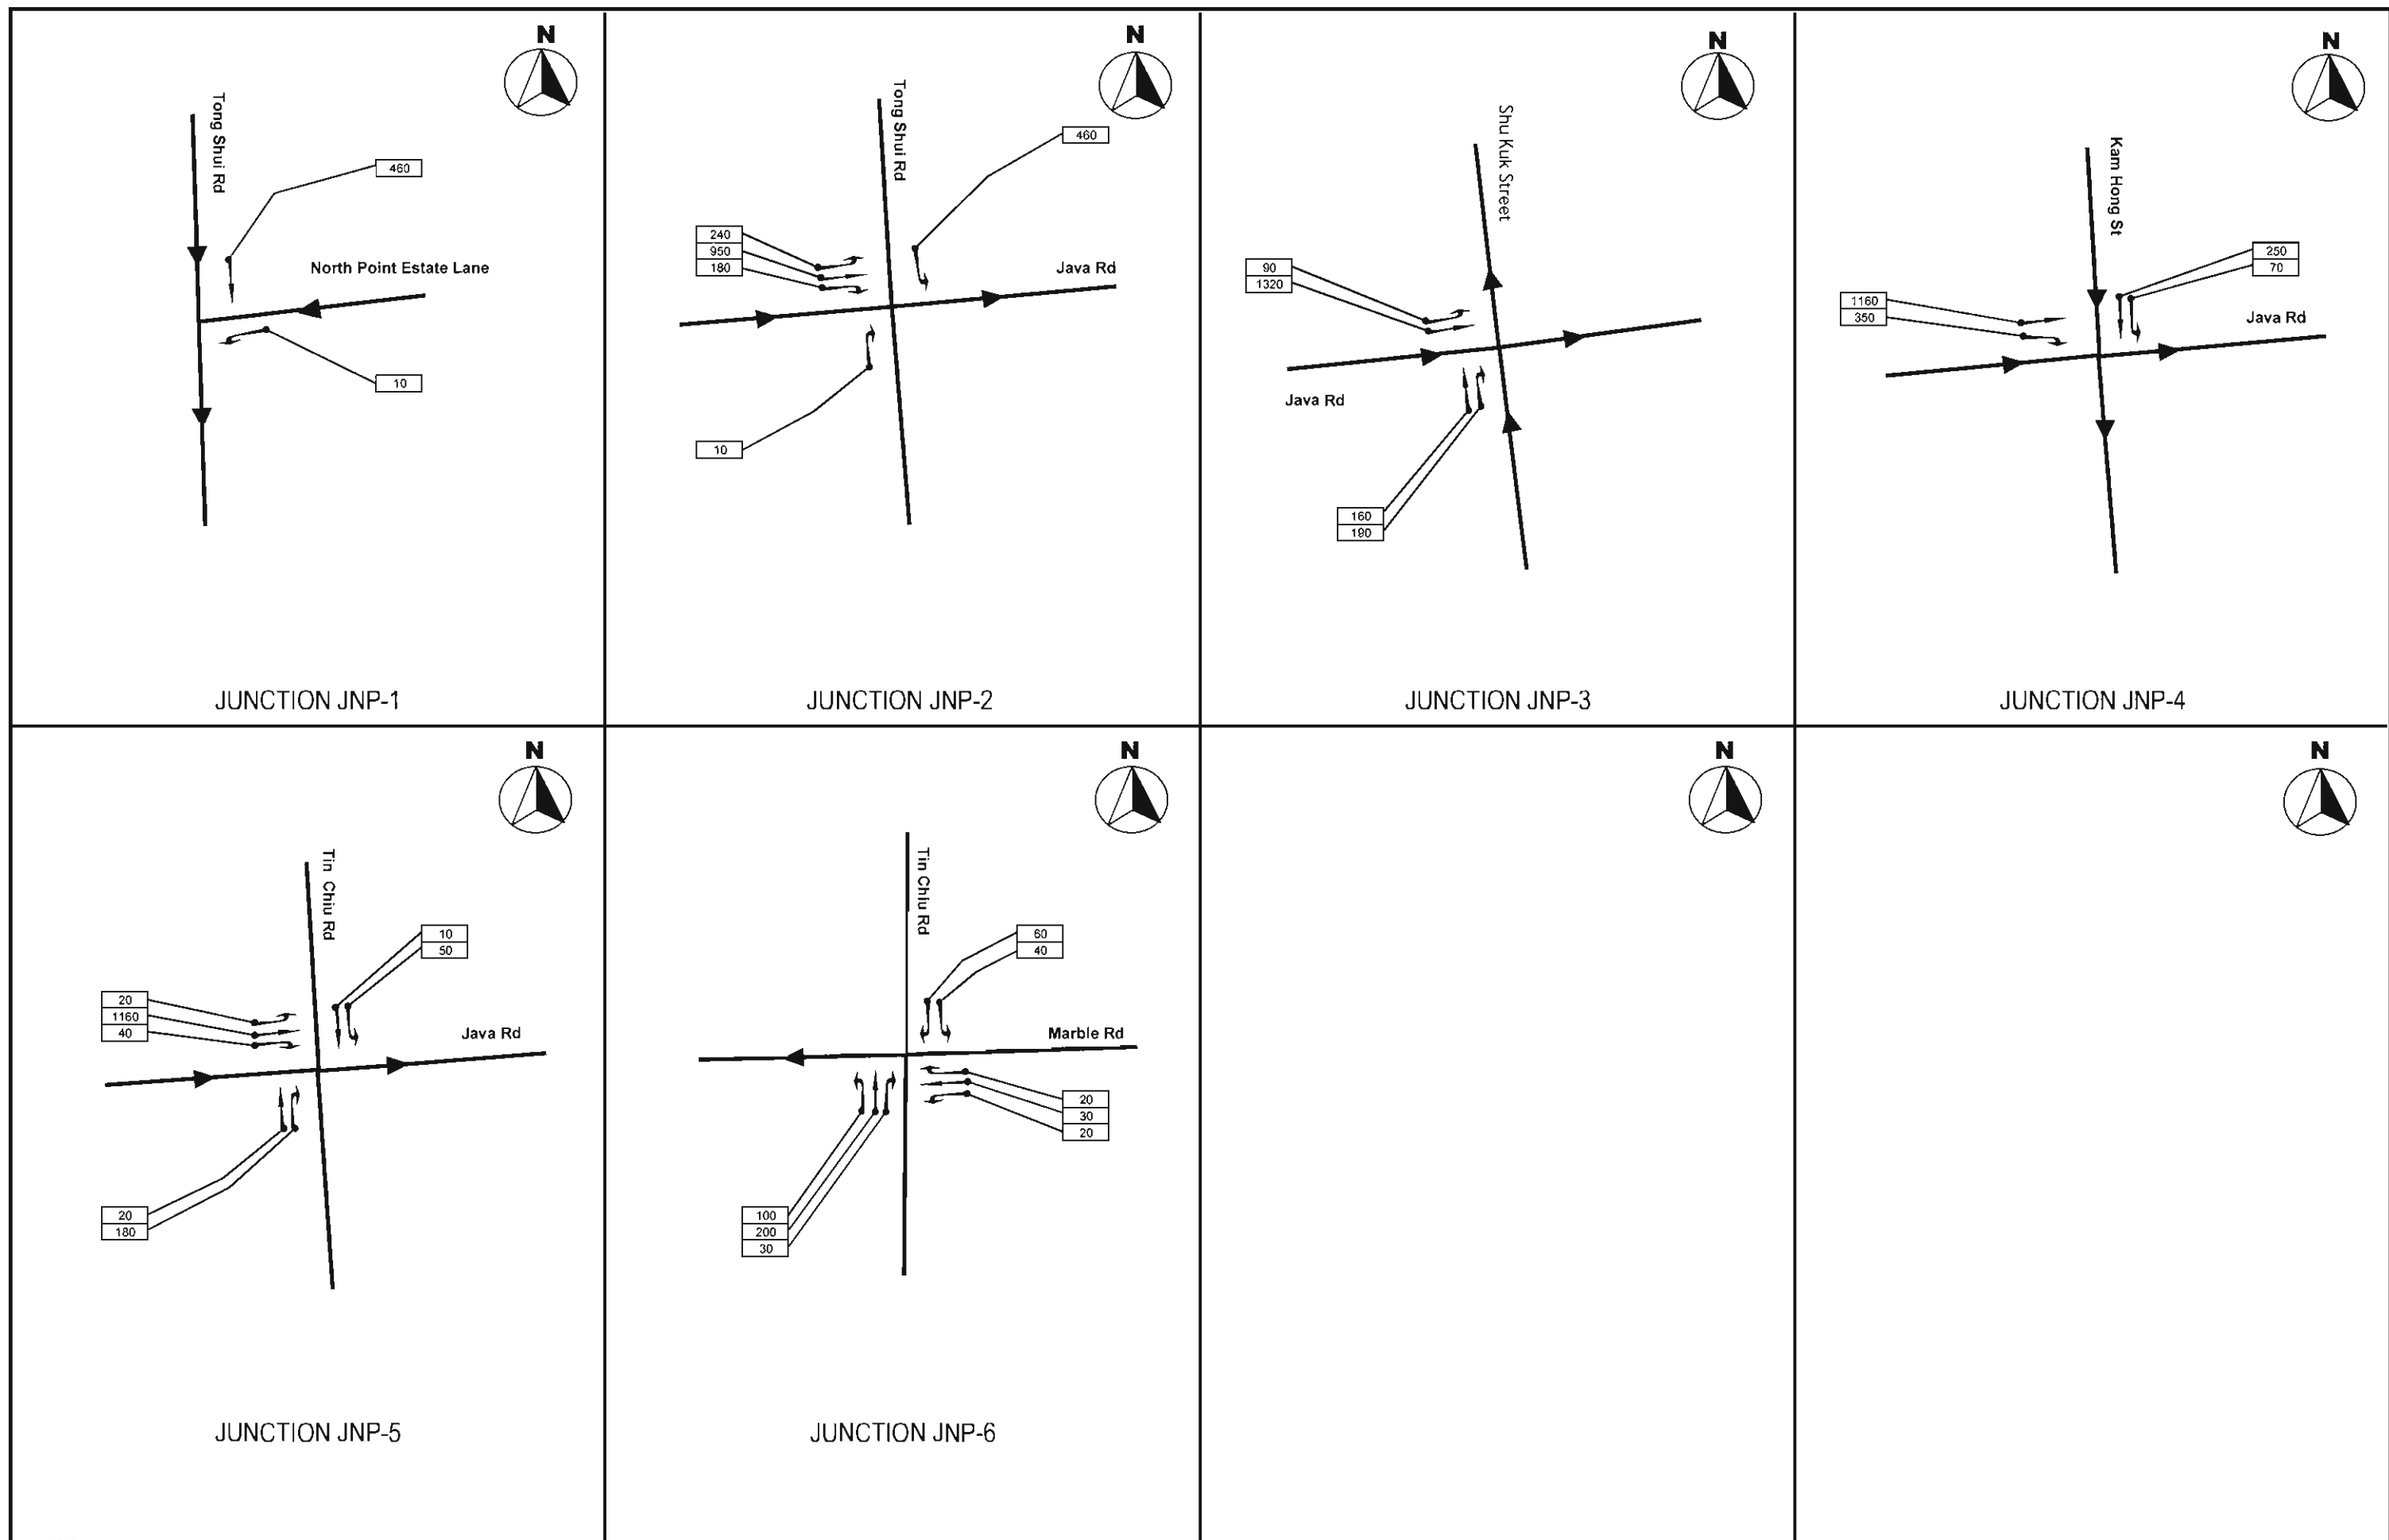 N
Tong Shui Rd
460
North Point Estate Lane
10
JUNCTION JNP-1
N
Tong Shui Rd
460
240
950
180
Java Rd
10
JUNCTION JNP-2
N
Shu Kuk Street
90
1320
Java Rd
160
190
JUNCTION JNP-3
N
Kam Hong St
250
70
1160
350
Java Rd
JUNCTION JNP-4
N
Tin Chiu Rd
10
50
20
1160
40
Java Rd
20
180
JUNCTION JNP-5
N
Tin Chiu Rd
60
40
Marble Rd
20
30
20
100
200
30
JUNCTION JNP-6
N
N